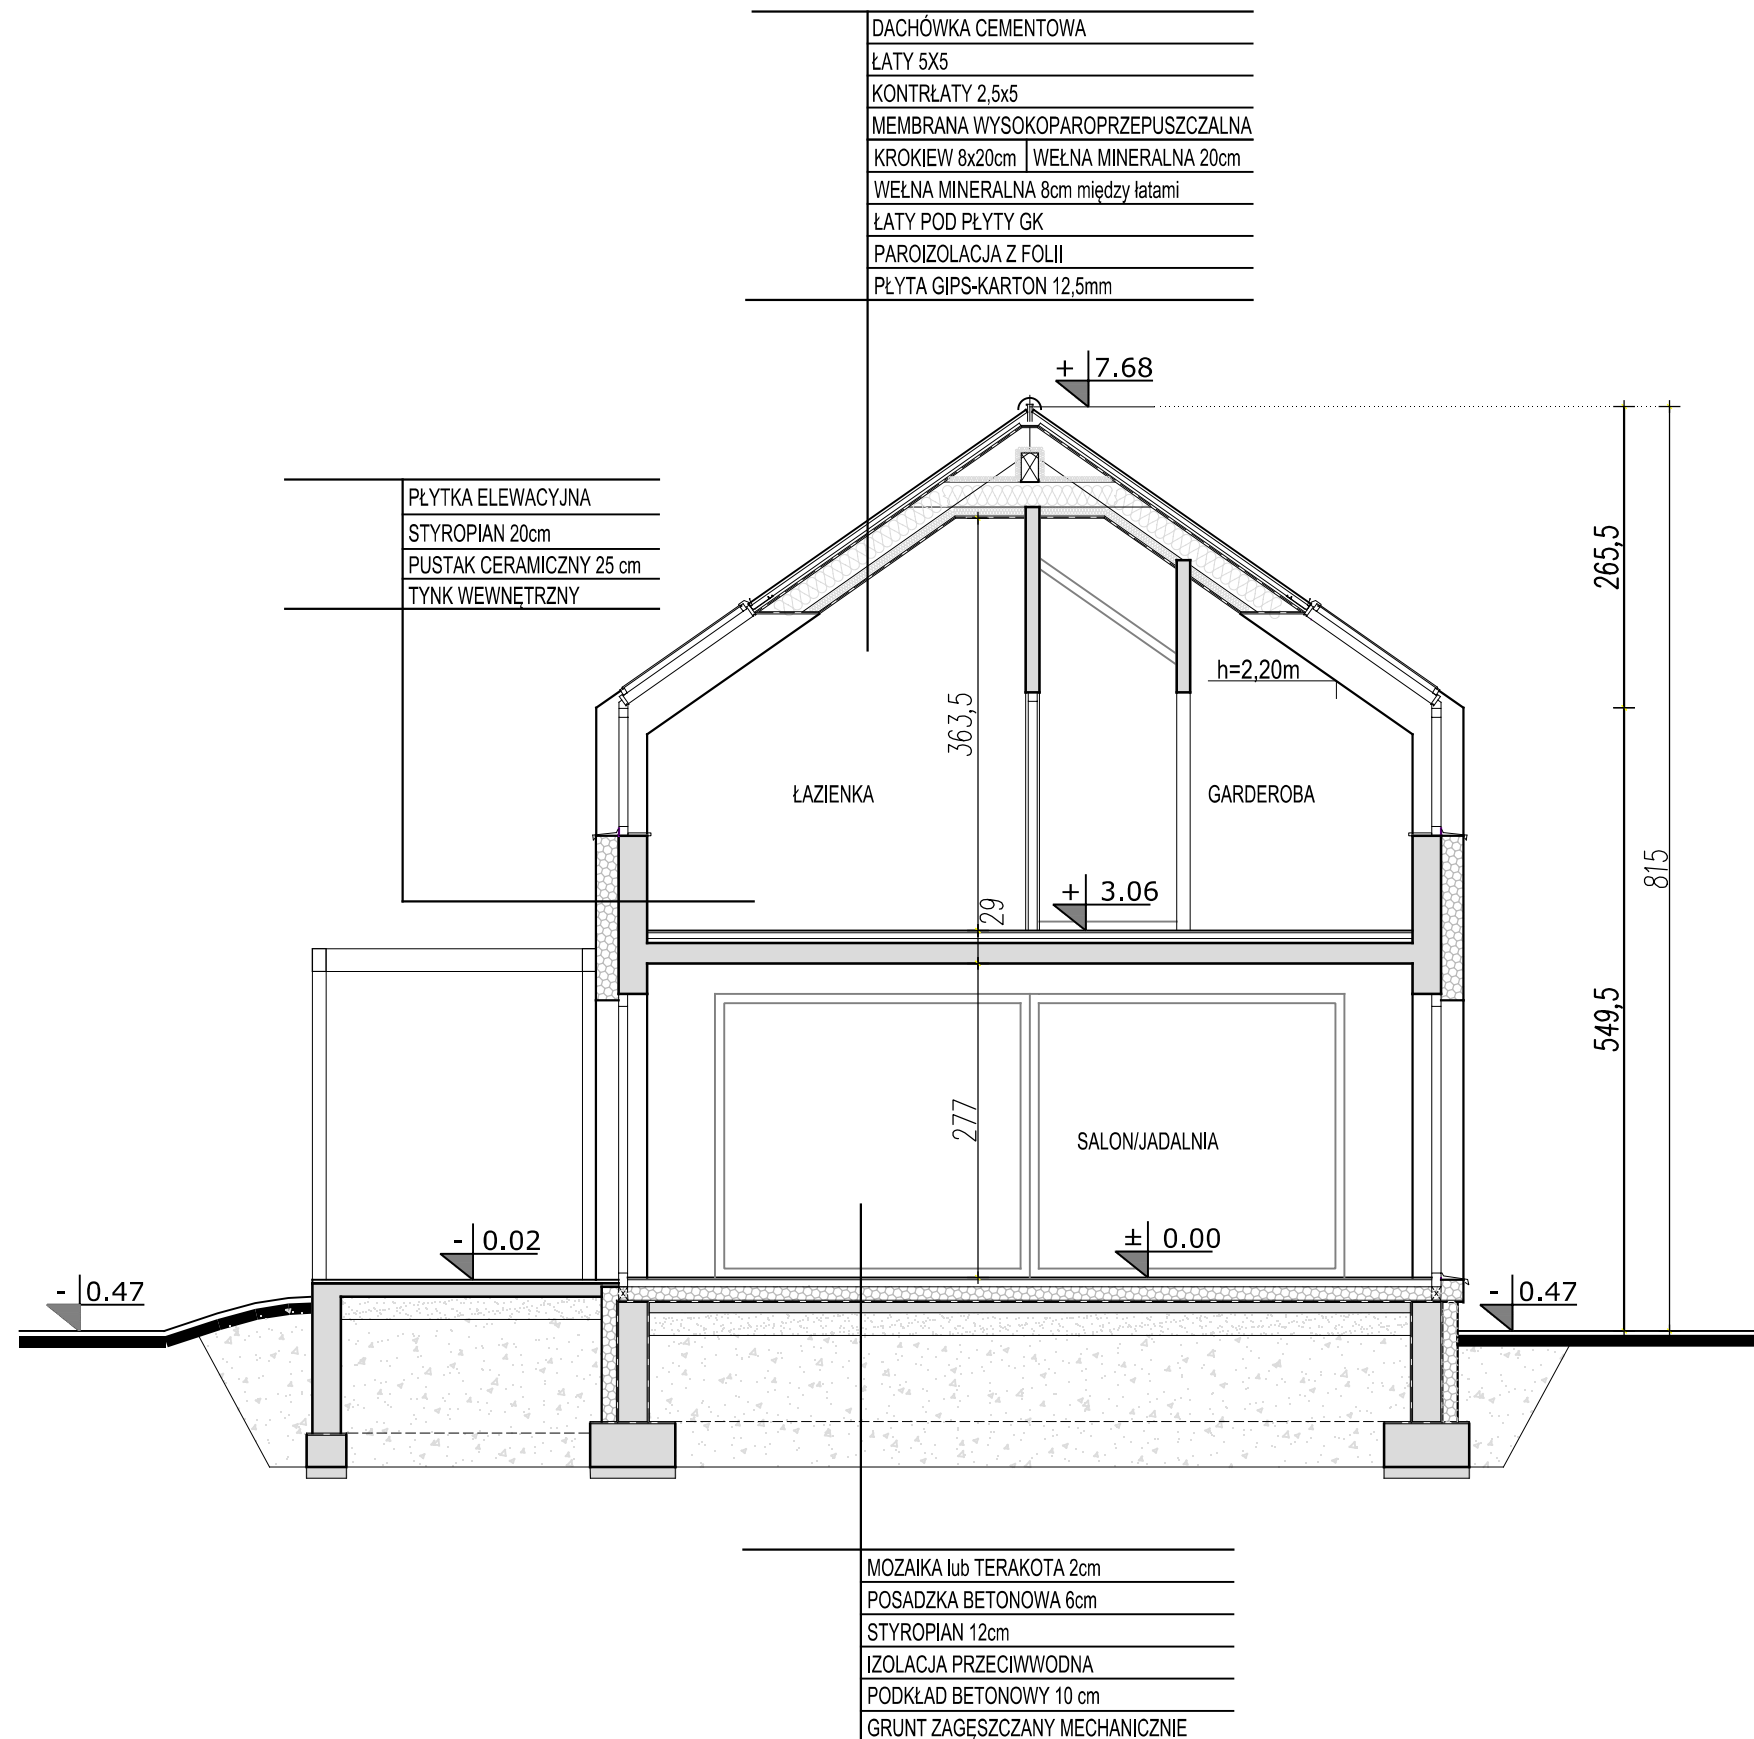 DACHÓWKA CEMENTOWA
ŁATY 5X5
KONTRŁATY 2,5x5
MEMBRANA WYSOKOPAROPRZEPUSZCZALNA
KROKIEW 8x20cm WEŁNA MINERALNA 20cm
WEŁNA MINERALNA 8cm między łatami
ŁATY POD PŁYTY GK
PAROIZOLACJA Z FOLII
PŁYTA GIPS-KARTON 12,5mm
+ 7.68
PŁYTKA ELEWACYJNA
STYROPIAN 20cm
PUSTAK CERAMICZNY 25 cm
TYNK WEWNĘTRZNY
265,5
h=2,20m
363,5
ŁAZIENKA
GARDEROBA
815
+ 3.06
29
549,5
277
SALON/JADALNIA
- 0.02
± 0.00
- 0.47
- 0.47
MOZAIKA lub TERAKOTA 2cm
POSADZKA BETONOWA 6cm
STYROPIAN 12cm
IZOLACJA PRZECIWWODNA
PODKŁAD BETONOWY 10 cm
GRUNT ZAGĘSZCZANY MECHANICZNIE